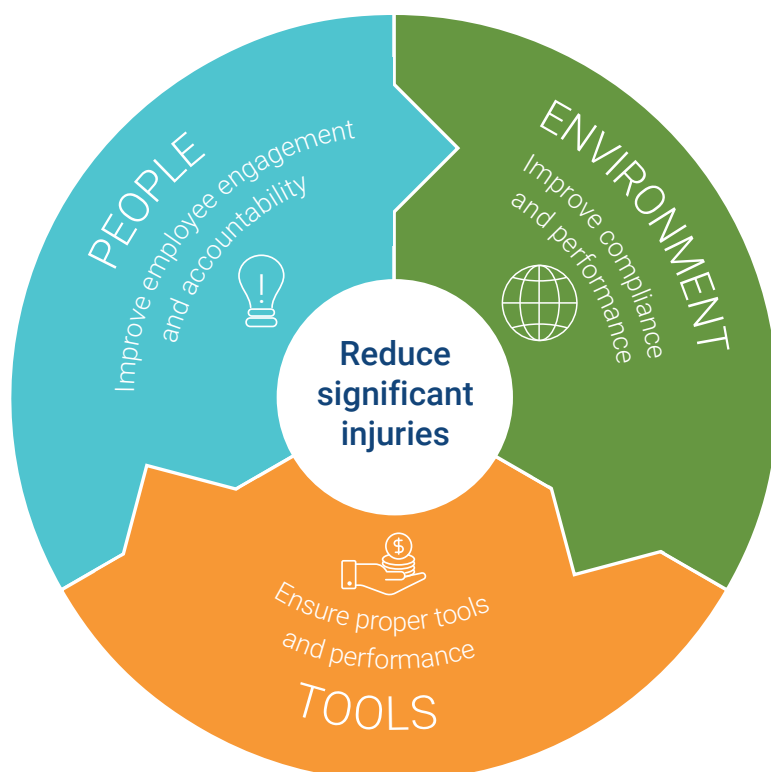 PEOPLE
Improve employee engagement
and accountability
ENVIRONMENT
Improve compliance
and performance
Reduce
significant
injuries
$
Ensure proper tools
and performance
TOOLS